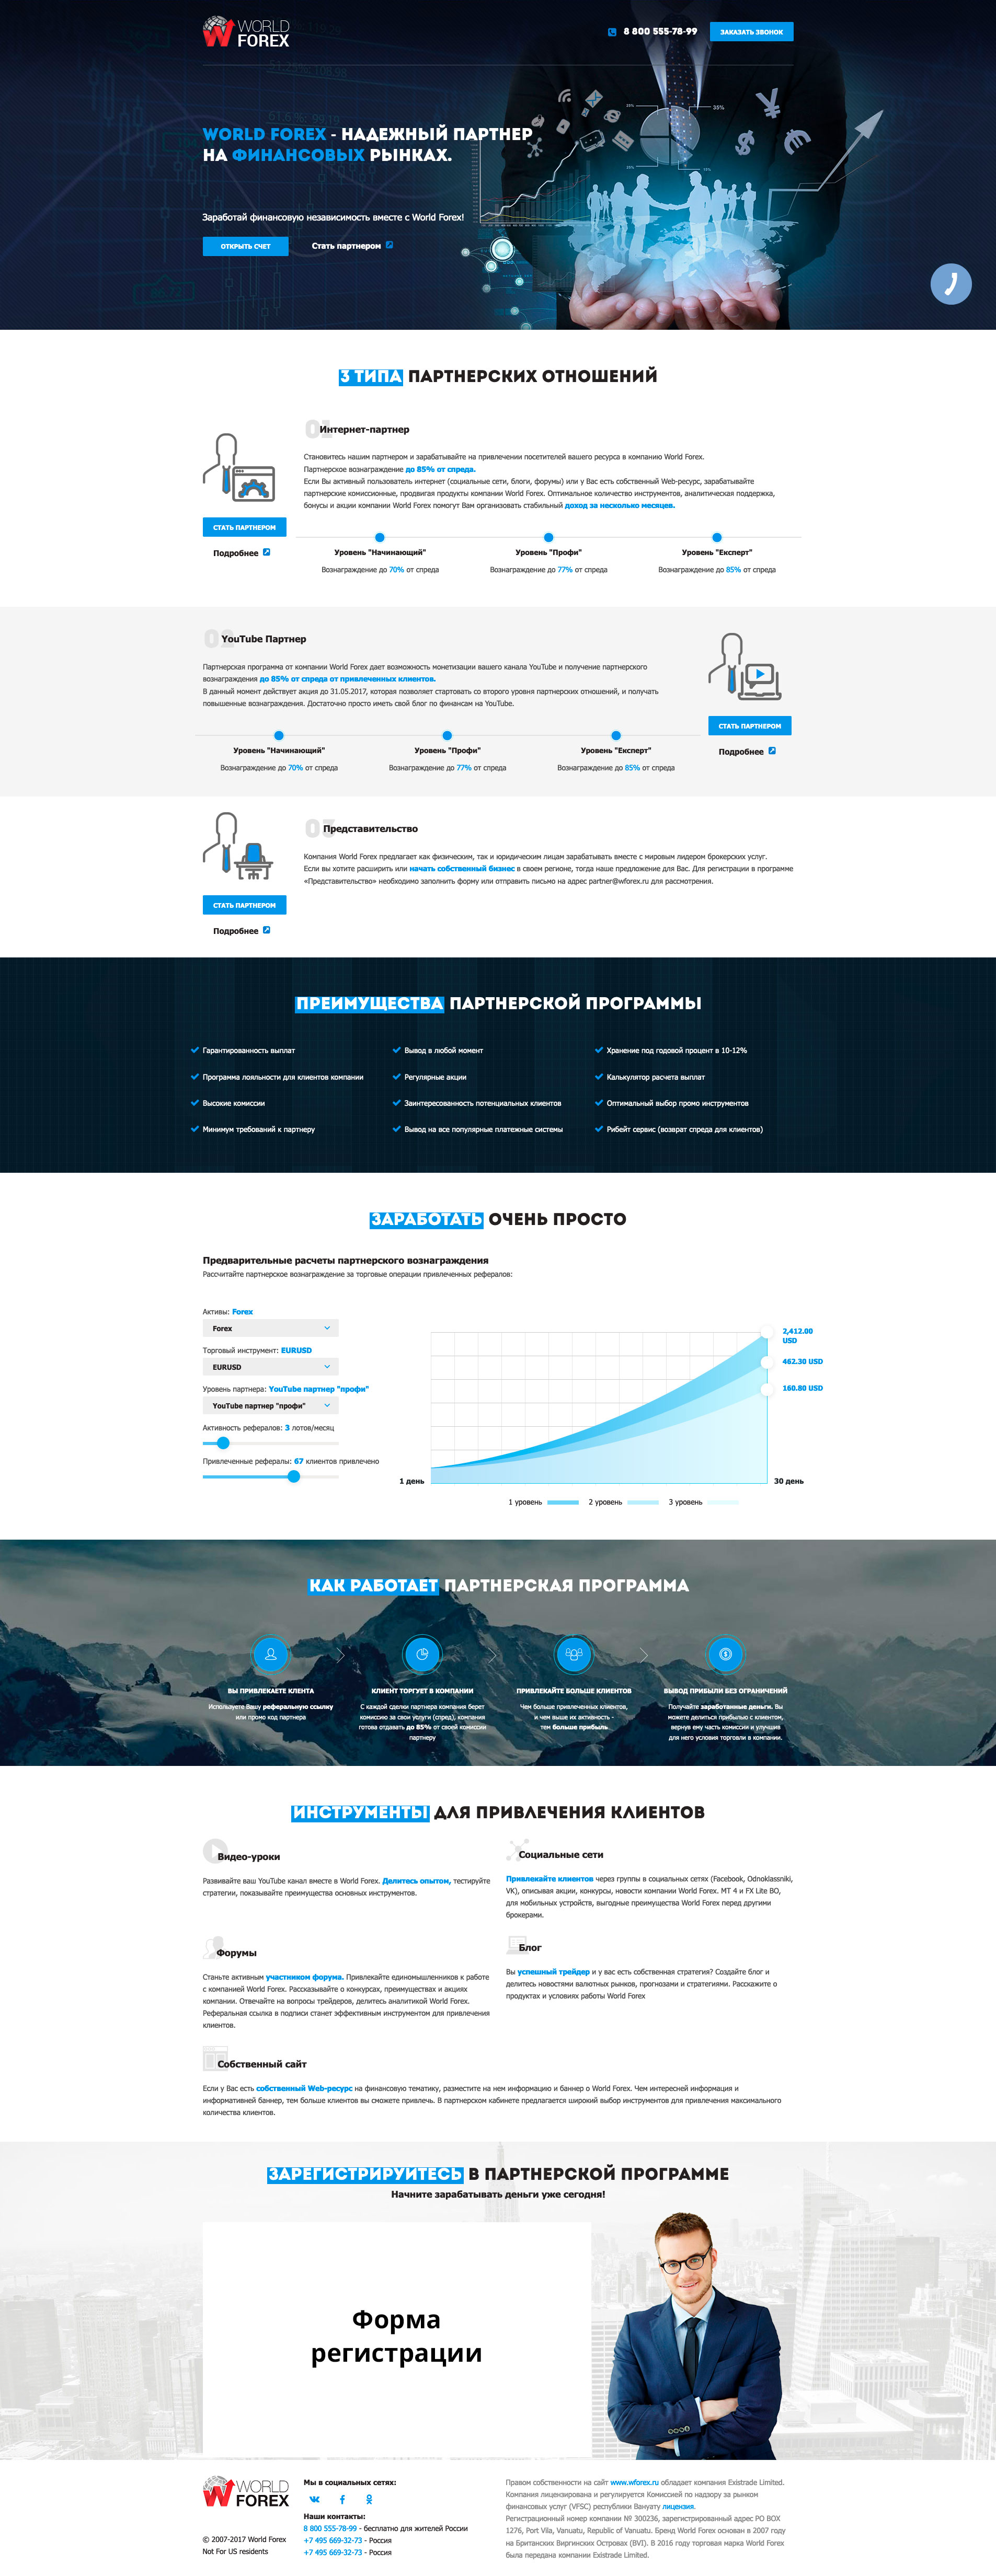 WORLD
FOREX
8 800 555-78-99
ЗАКАЗАТЬ ЗВОНОК
WORLD FOREX - НАДЕЖНЫЙ ПАРТНЕР
НА ФИНАНСОВЫХ РЫНКАХ.
Заработай финансовую независимость вместе с World Forex!
ОТКРЫТЬ СЧЕТ
Стать партнером
35%
3 ТИПА ПАРТНЕРСКИХ ОТНОШЕНИЙ
01
Интернет-партнер
Становитесь нашим партнером и зарабатывайте на привлечении посетителей вашего ресурса в компанию World Forex.
Партнерское вознаграждение до 85% от спреда.
Если Вы активный пользователь интернет (социальные сети, блоги, форумы) или у Вас есть собственный Web-ресурс, зарабатывайте
партнерские комиссионные, продвигая продукты компании World Forex. Оптимальное количество инструментов, аналитическая поддержка,
бонусы и акции компании World Forex помогут Вам организовать стабильный доход за несколько месяцев.
СТАТЬ ПАРТНЕРОМ
Подробнее
Уровень "Начинающий"
Вознаграждение до 70% от спреда
Уровень "Профи"
Вознаграждение до 77% от спреда
Уровень "Експерт"
Вознаграждение до 85% от спреда
02
YouTube Партнер
Партнерская программа от компании World Forex дает возможность монетизации вашего канала YouTube и получение партнерского
вознаграждения до 85% от спреда от привлеченных клиентов.
В данный момент действует акция до 31.05.2017, которая позволяет стартовать со второго уровня партнерских отношений, и получать
повышенные вознаграждения. Достаточно просто иметь свой блог по финансам на YouTube.
СТАТЬ ПАРТНЕРОМ
Подробнее
Уровень "Начинающий"
Вознаграждение до 70% от спреда
Уровень "Профи"
Вознаграждение до 77% от спреда
Уровень "Експерт"
Вознаграждение до 85% от спреда
03
Представительство
Компания World Forex предлагает как физическим, так и юридическим лицам зарабатывать вместе с мировым лидером брокерских услуг.
Если вы хотите расширить или начать собственный бизнес в своем регионе, тогда наше предложение для Вас. Для регистрации в программе
«Представительство» необходимо заполнить форму или отправить письмо на адрес partner@wforex.ru для рассмотрения.
СТАТЬ ПАРТНЕРОМ
Подробнее
ПРЕИМУЩЕСТВА ПАРТНЕРСКОЙ ПРОГРАММЫ
Гарантированность выплат
Вывод в любой момент
Хранение под годовой процент в 10-12%
Программа лояльности для клиентов компании
Регулярные акции
Калькулятор расчета выплат
Высокие комиссии
Заинтересованность потенциальных клиентов
Оптимальный выбор промо инструментов
Минимум требований к партнеру
Вывод на все популярные платежные системы
Рибейт сервис (возврат спреда для клиентов)
ЗАРАБОТАТЬ ОЧЕНЬ ПРОСТО
Предварительные расчеты партнерского вознаграждения
Рассчитайте партнерское вознаграждение за торговые операции привлеченных рефералов:
Активы: Forex
Forex
Торговый инструмент: EURUSD
EURUSD
Уровень партнера: YouTube партнер "профи"
YouTube партнер "профи"
Активность рефералов: 3 лотов/месяц
Привлеченные рефералы: 67 клиентов привлечено
2,412.00
USD
462.30 USD
160.80 USD
1 день
30 день
1 уровень
2 уровень
3 уровень
КАК РАБОТАЕТ ПАРТНЕРСКАЯ ПРОГРАММА
ВЫ ПРИВЛЕКАЕТЕ КЛЕНТА
Используете Вашу реферальную ссылку
или промо код партнера
КЛИЕНТ ТОРГУЕТ В КОМПАНИИ
С каждой сделки партнера компания берет
комиссию за свои услуги (спред), компания
готова отдавать до 85% от своей комиссии
партнеру
ПРИВЛЕКАЙТЕ БОЛЬШЕ КЛИЕНТОВ
Чем больше привлеченных клиентов,
и чем выше их активность -
тем больше прибыль
ВЫВОД ПРИБЫЛИ БЕЗ ОГРАНИЧЕНИЙ
Получайте заработанные деньги. Вы
можете делиться прибылью с клиентом,
вернув ему часть комиссии и улучшив
для него условия торговли в компании.
ИНСТРУМЕНТЫ ДЛЯ ПРИВЛЕЧЕНИЯ КЛИЕНТОВ
Видео-уроки
Развивайте ваш YouTube канал вместе в World Forex. Делитесь опытом, тестируйте
стратегии, показывайте преимущества основных инструментов.
Социальные сети
Привлекайте клиентов через группы в социальных сетях (Facebook, Odnoklassniki,
VK), описывая акции, конкурсы, новости компании World Forex. MT 4 и FX Lite BO,
для мобильных устройств, выгодные преимущества World Forex перед другими
брокерами.
Форумы
Станьте активным участником форума. Привлекайте единомышленников к работе
с компанией World Forex. Рассказывайте о конкурсах, преимуществах и акциях
компании. Отвечайте на вопросы трейдеров, делитесь аналитикой World Forex.
Реферальная ссылка в подписи станет эффективным инструментом для привлечения
клиентов.
Блог
Вы успешный трейдер и у вас есть собственная стратегия? Создайте блог и
делитесь новостями валютных рынков, прогнозами и стратегиями. Расскажите о
продуктах и условиях работы World Forex
Собственный сайт
Если у Вас есть собственный Web-ресурс на финансовую тематику, разместите на нем информацию и баннер о World Forex. Чем интересней информация и
информативней баннер, тем больше клиентов вы сможете привлечь. В партнерском кабинете предлагается широкий выбор инструментов для привлечения максимального
количества клиентов.
ЗАРЕГИСТРИРУЙТЕСЬ В ПАРТНЕРСКОЙ ПРОГРАММЕ
Начните зарабатывать деньги уже сегодня!
Форма
регистрации
WORLD
FOREX
© 2007-2017 World Forex
Not For US residents
Мы в социальных сетях:
Наши контакты:
8 800 555-78-99 - бесплатно для жителей России
+7 495 669-32-73 - Россия
+7 495 669-32-73 - Россия
Правом собственности на сайт www.wforex.ru обладает компания Existrade Limited.
Компания лицензирована и регулируется Комиссией по надзору за рынком
финансовых услуг (VFSC) республики Вануату лицензия.
Регистрационный номер компании № 300236, зарегистрированный адрес PO BOX
1276, Port Vila, Vanuatu, Republic of Vanuatu. Бренд World Forex основан в 2007 году
на Британских Виргинских Островах (BVI). В 2016 году торговая марка World Forex
была передана компании Existrade Limited.